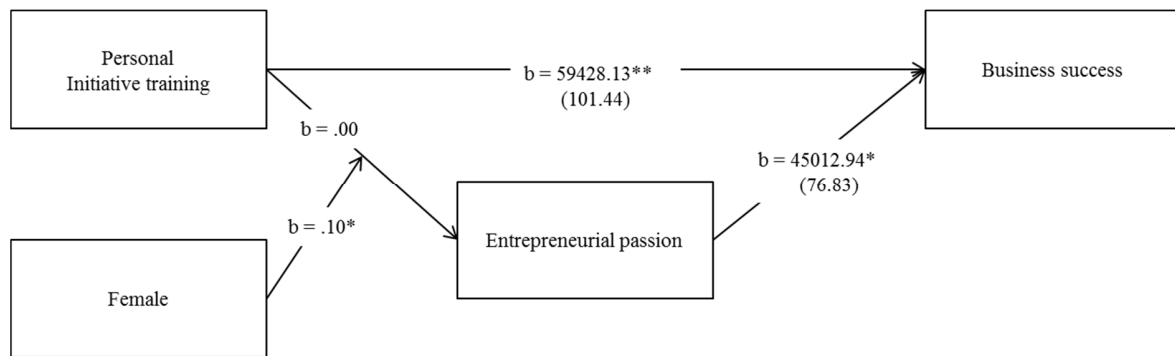 Personal
Initiative training
b = 59428.13**
(101.44)
Business success
b = .00
b = 45012.94*
(76.83)
b = .10*
Entrepreneurial passion
Female